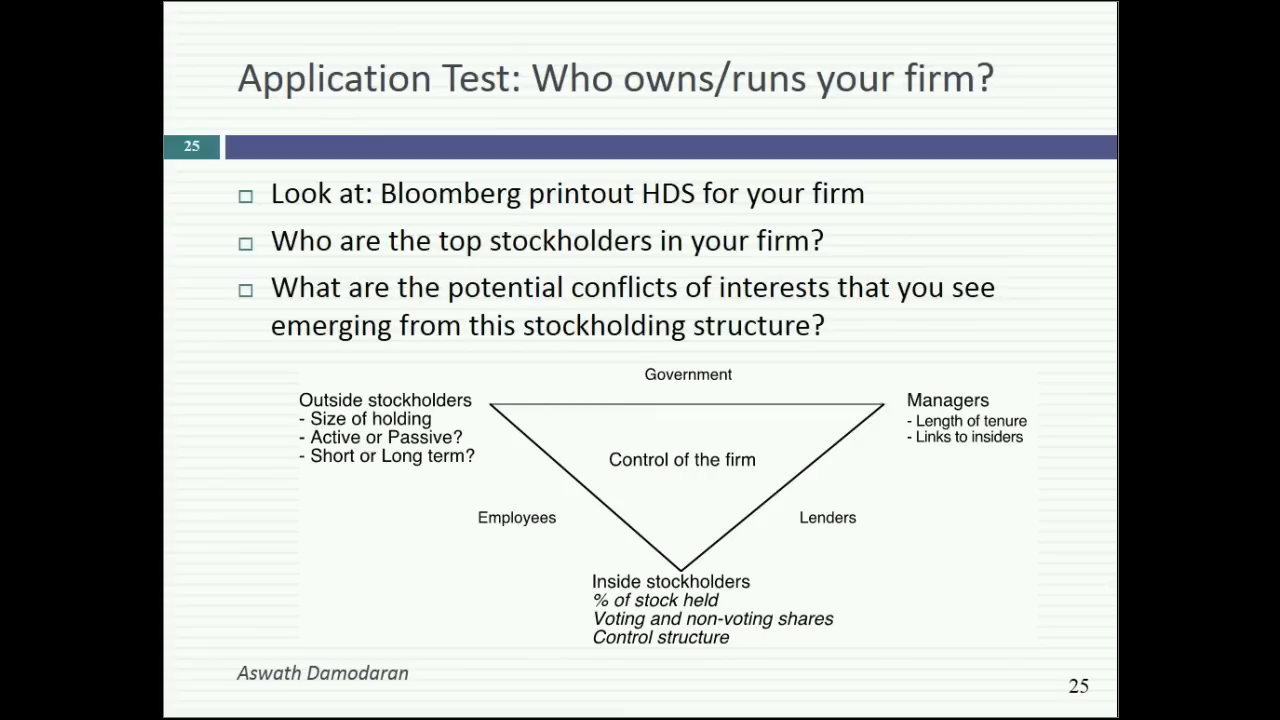 Application Test: Who owns/runs your firm?
25
Look at: Bloomberg printout HDS for your firm
Who are the top stockholders in your firm?
What are the potential conflicts of interests that you see
emerging from this stockholding structure?
Government
Outside stockholders
- Size of holding
- Active or Passive?
- Short or Long term?
Managers
- Length of tenure
- Links to insiders
Control of the firm
Employees
Lenders
Inside stockholders
% of stock held
Voting and non-voting shares
Control structure
Aswath Damodaran
25